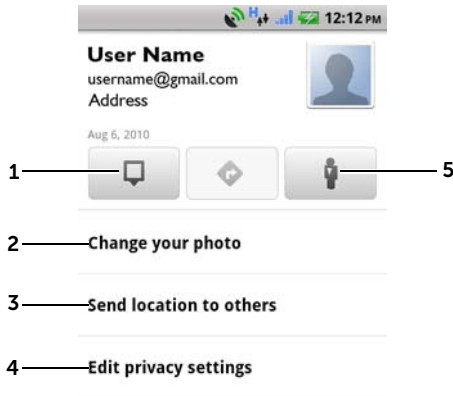 H 12:12 PM
User Name
username@gmail.com
Address
Aug 6, 2010
1
5
2 Change your photo
3 Send location to others
4 Edit privacy settings